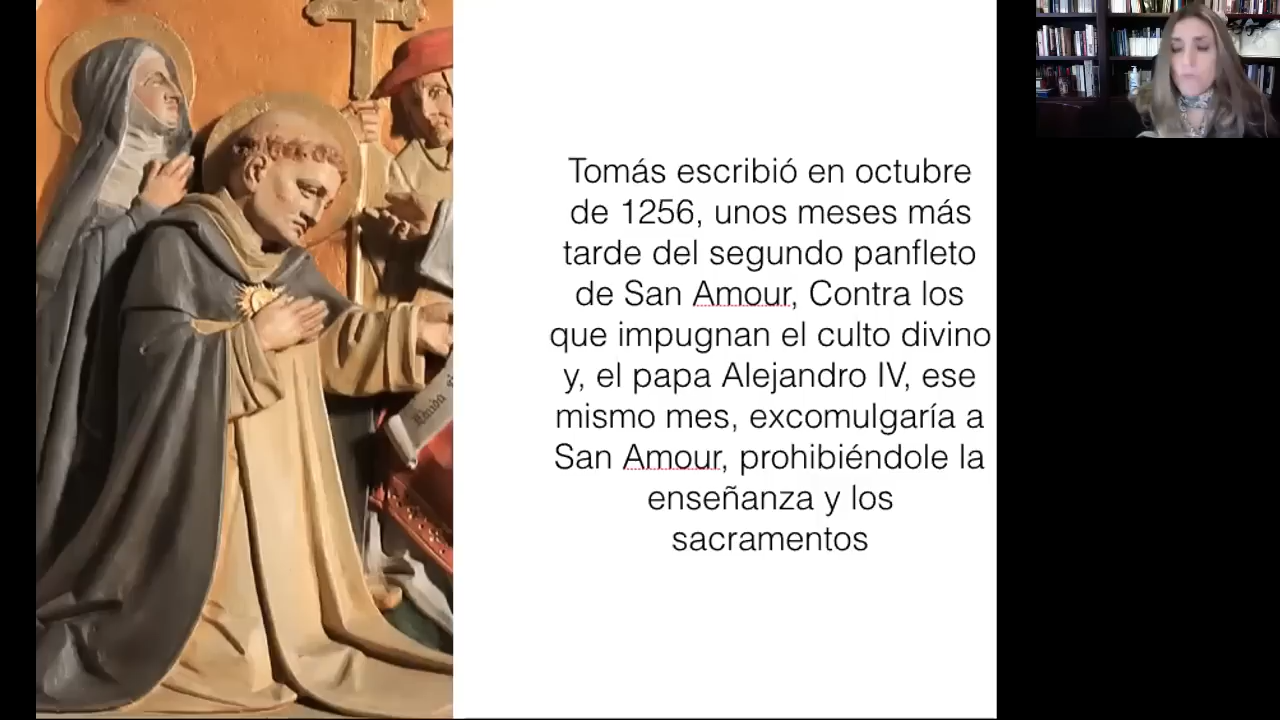 Tomás escribió en octubre
de 1256, unos meses más
tarde del segundo panfleto
de San Amour, Contra los
que impugnan el culto divino
y, el papa Alejandro IV, ese
mismo mes, excomulgaría a
San Amour, prohibiéndole la
enseñanza y los
sacramentos